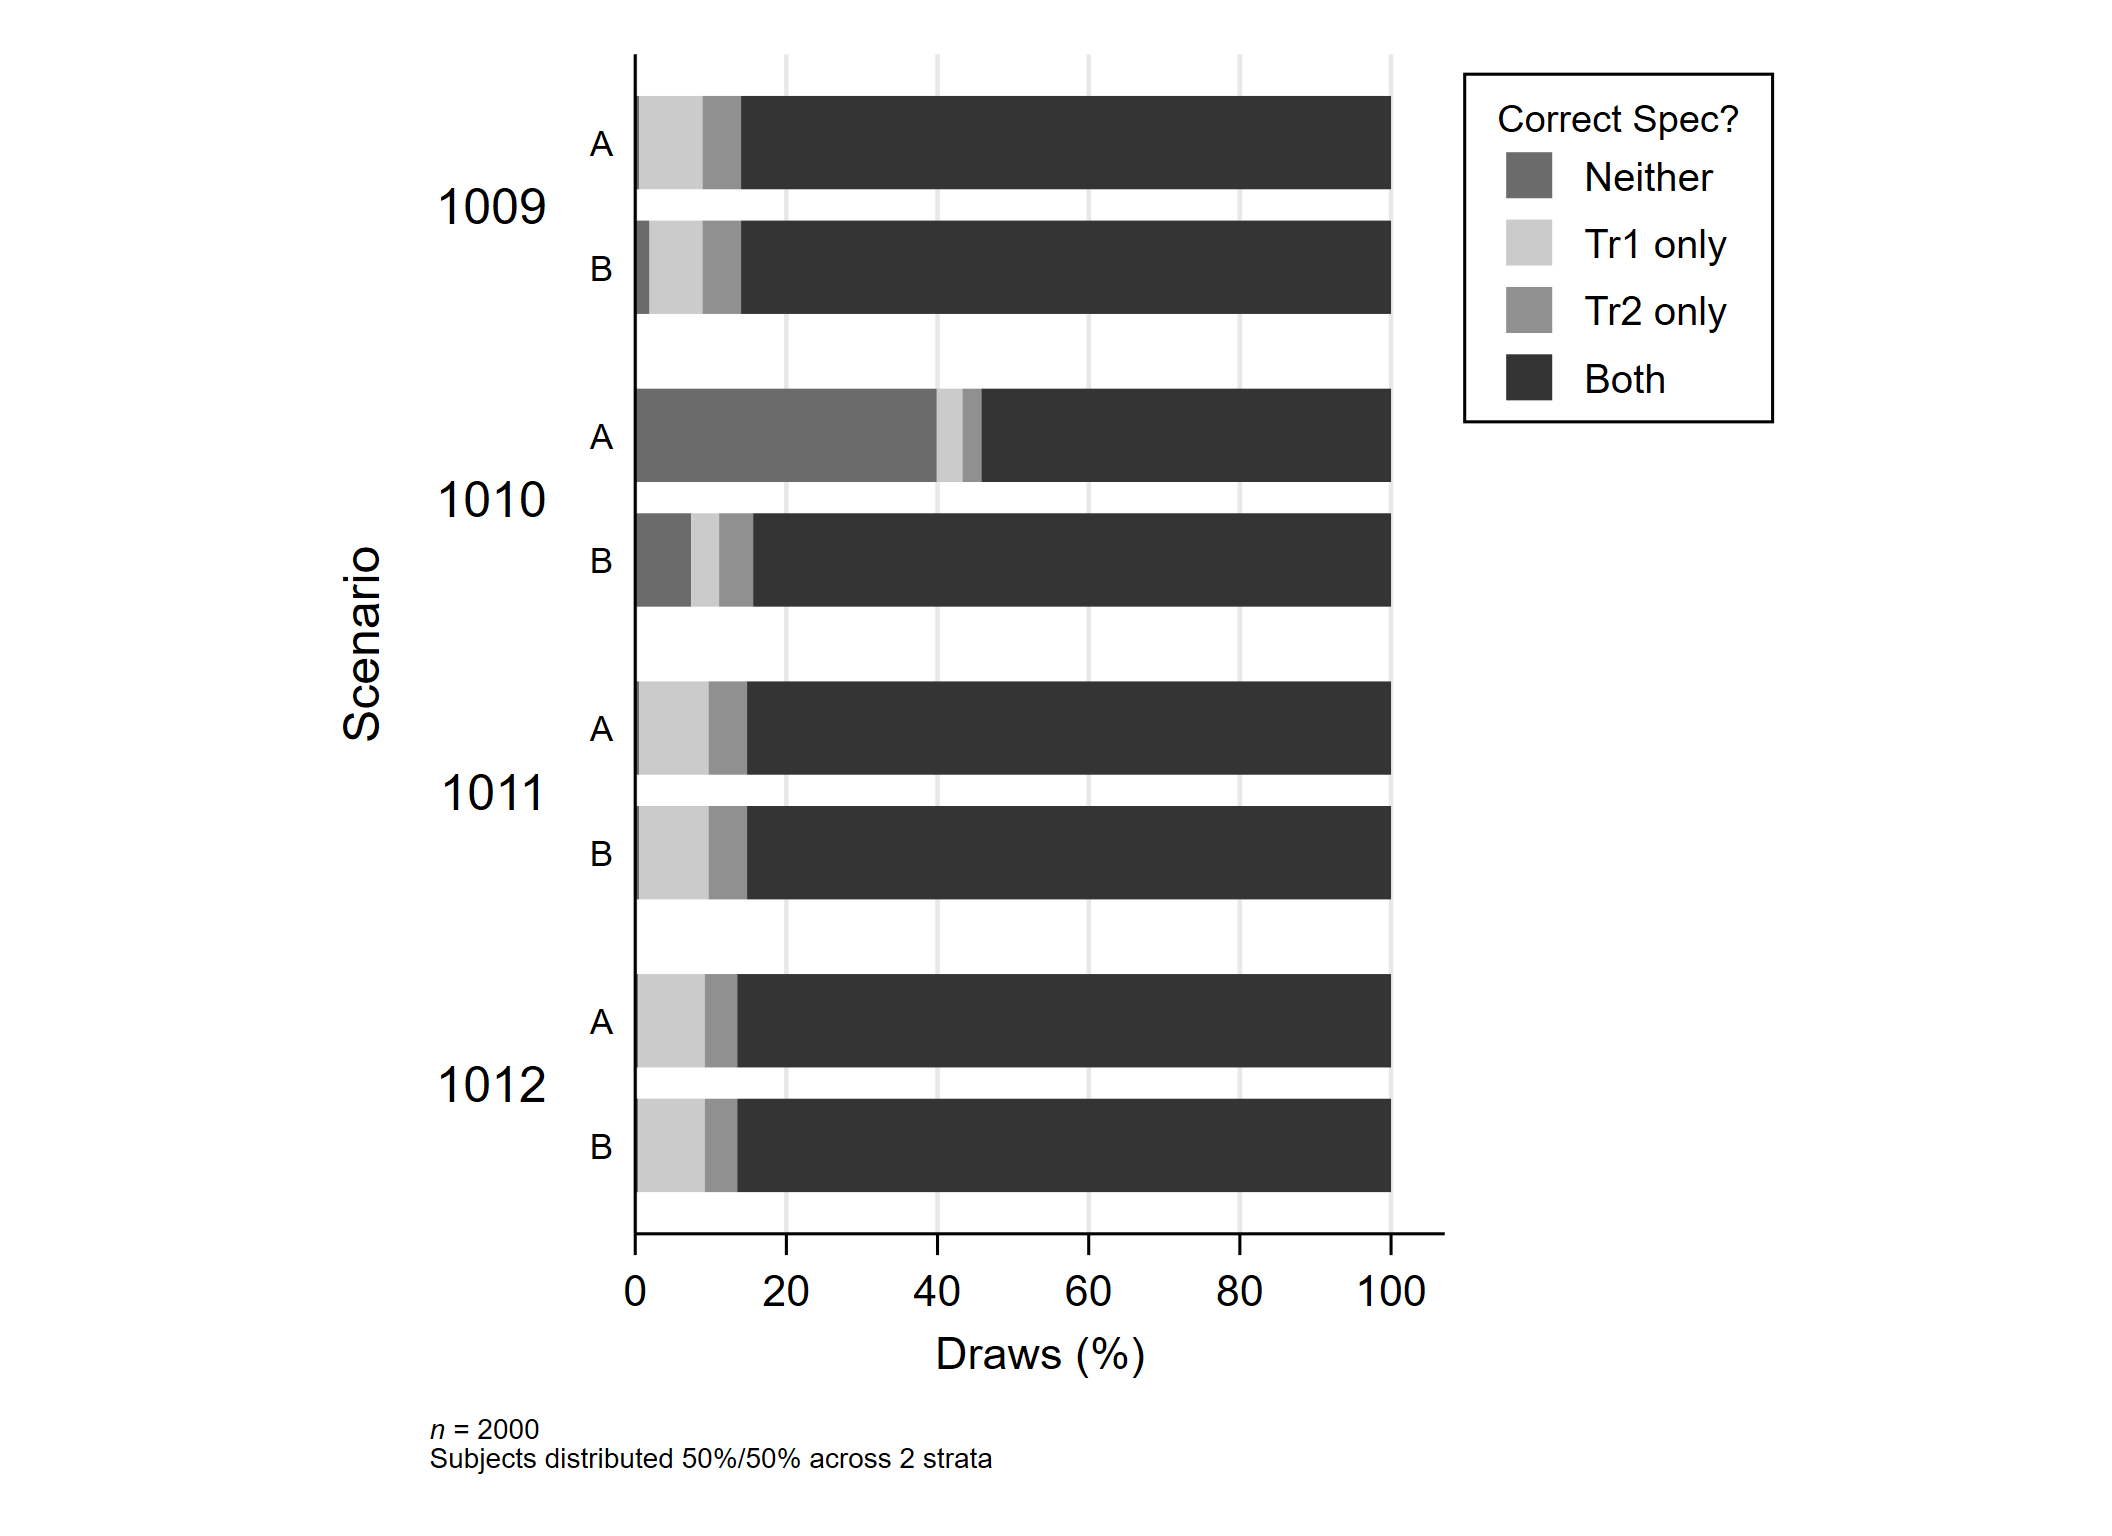 Correct Spec?
Neither
Tr1 only
Tr2 only
Both
Scenario
1009
A
B
1010
A
B
1011
A
B
1012
A
B
0 20 40 60 80 100
Draws (%)
n = 2000
Subjects distributed 50%/50% across 2 strata